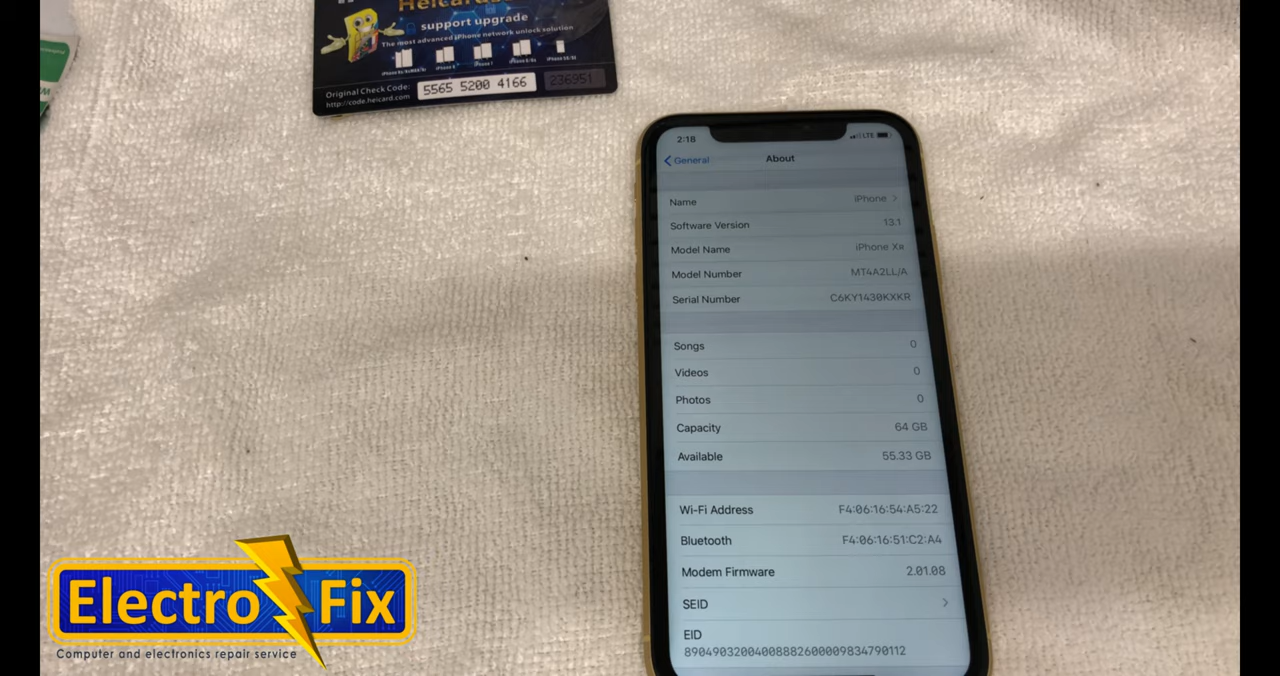 Heicard
support upgrade
The most advanced iPhone network unlock solution
Original Check Code:
http://code.heicard.com
5565 5200 4166
236951
2:18
LTE
General
About
Name iPhone
Software Version 13.1
Model Name iPhone Xʀ
Model Number MT4A2LL/A
Serial Number C6KY1430KXKR
Songs 0
Videos 0
Photos 0
Capacity 64 GB
Available 55.33 GB
Wi-Fi Address F4:06:16:54:A5:22
Bluetooth F4:06:16:51:C2:A4
Modem Firmware 2.01.08
SEID
EID
89049032004008882600009834790112
Electro Fix
Computer and electronics repair service